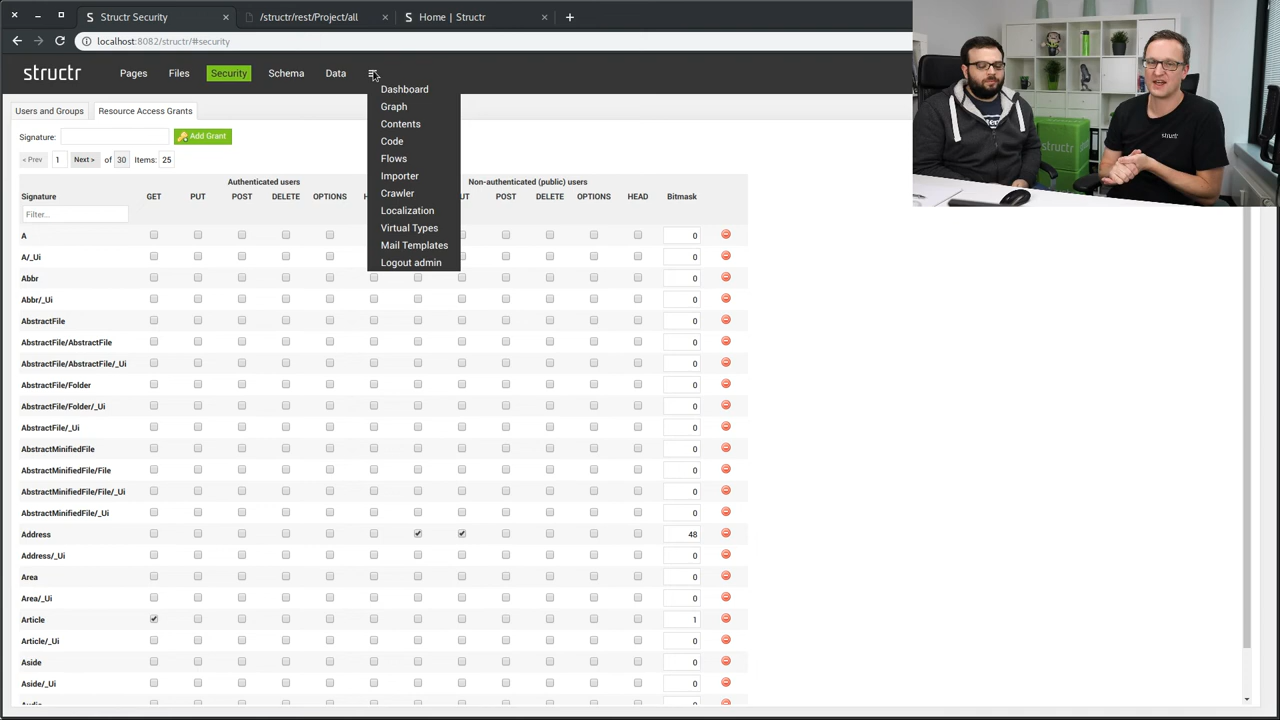 Structr Security
/structr/rest/Project/all
S Home | Structr
localhost:8082/structr/#security
structr
Pages
Files
Security
Schema
Data
Dashboard
Graph
Contents
Code
Flows
Importer
Crawler
Localization
Virtual Types
Mail Templates
Logout admin
Users and Groups
Resource Access Grants
Signature:
Add Grant
< Prev
1
Next >
of
30
Items:
25
Authenticated users
Non-authenticated (public) users
Signature
GET
PUT
POST
DELETE
OPTIONS
POST
DELETE
OPTIONS
HEAD
Bitmask
Filter...
A 0
A/_Ui 0
Abbr 0
Abbr/_Ui 0
AbstractFile 0
AbstractFile/AbstractFile 0
AbstractFile/AbstractFile/_Ui 0
AbstractFile/Folder 0
AbstractFile/Folder/_Ui 0
AbstractFile/_Ui 0
AbstractMinifiedFile 0
AbstractMinifiedFile/File 0
AbstractMinifiedFile/File/_Ui 0
AbstractMinifiedFile/_Ui 0
Address 48
Address/_Ui 0
Area 0
Area/_Ui 0
Article 1
Article/_Ui 0
Aside 0
Aside/_Ui 0
structr
structr